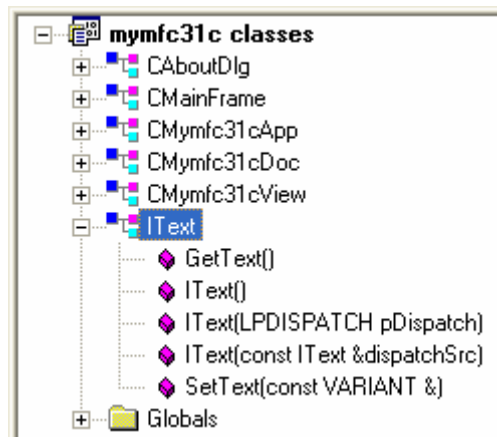 mymfc31c classes
CAboutDlg
CMainFrame
CMymfc31cApp
CMymfc31cDoc
CMymfc31cView
IText
GetText()
IText()
IText(LPDISPATCH pDispatch)
IText(const IText &dispatchSrc)
SetText(const VARIANT &)
Globals